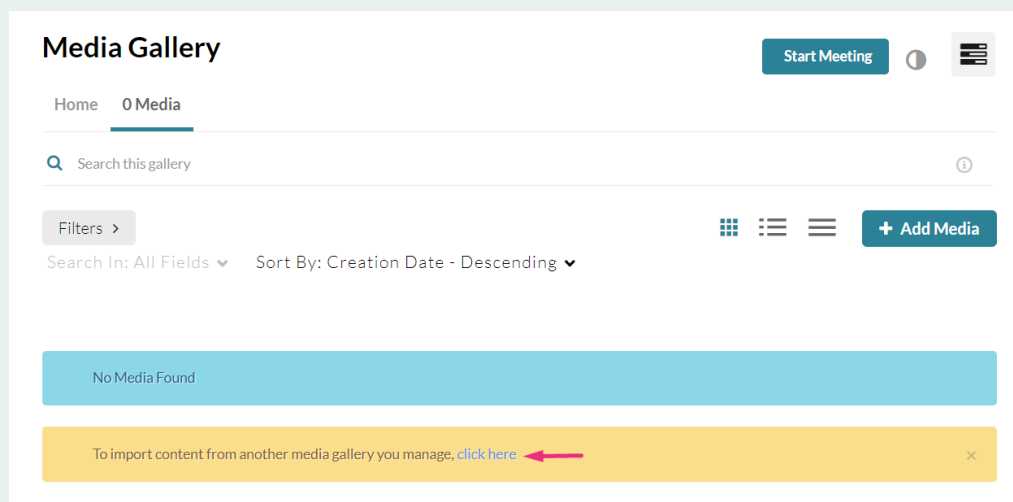 Media Gallery
Start Meeting
Home 0 Media
Search this gallery
Filters >
+ Add Media
Search In: All Fields Sort By: Creation Date - Descending
No Media Found
To import content from another media gallery you manage, click here ×